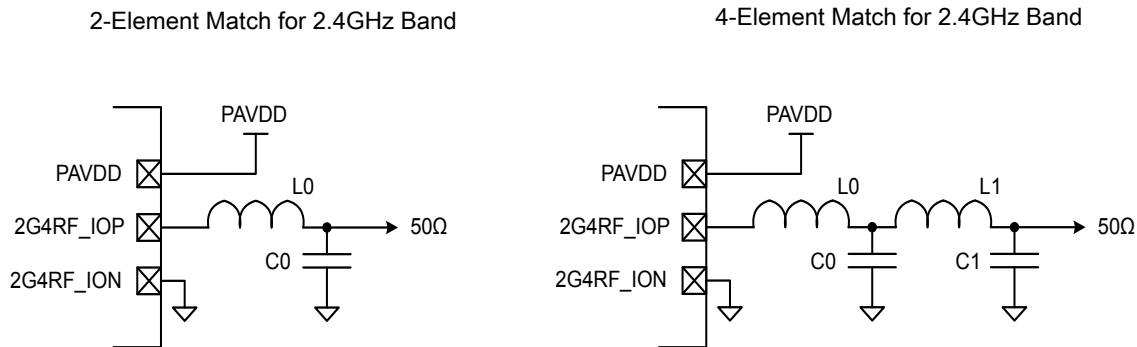 2-Element Match for 2.4GHz Band
PAVDD
PAVDD
L0
2G4RF_IOP
50Ω
C0
2G4RF_ION
4-Element Match for 2.4GHz Band
PAVDD
PAVDD
L0
L1
2G4RF_IOP
50Ω
C0
C1
2G4RF_ION